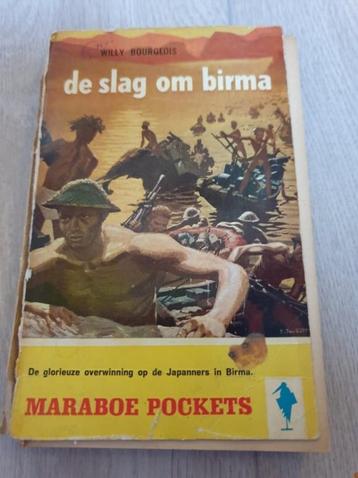 WILLY BOURGEOIS
de slag om birma
De glorieuze overwinning op de Japanners in Birma.
MARABOE POCKETS